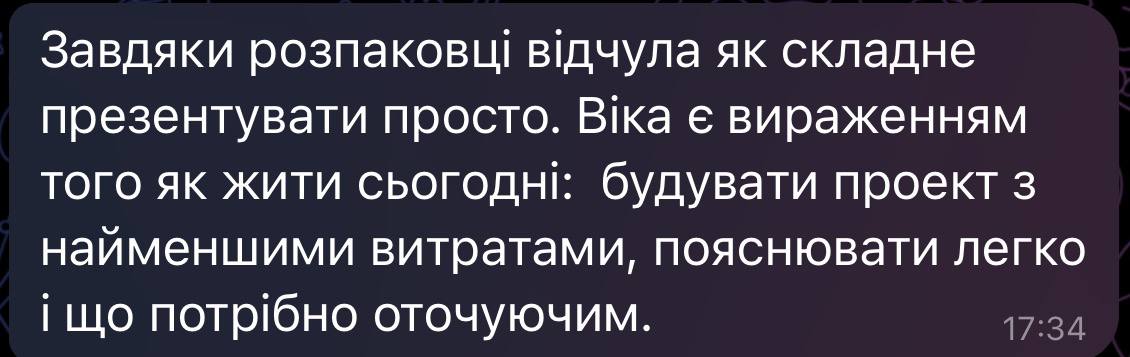 Завдяки розпаковці відчула як складне
презентувати просто. Віка є вираженням
того як жити сьогодні:  будувати проект з
найменшими витратами, пояснювати легко
і що потрібно оточуючим.
17:34